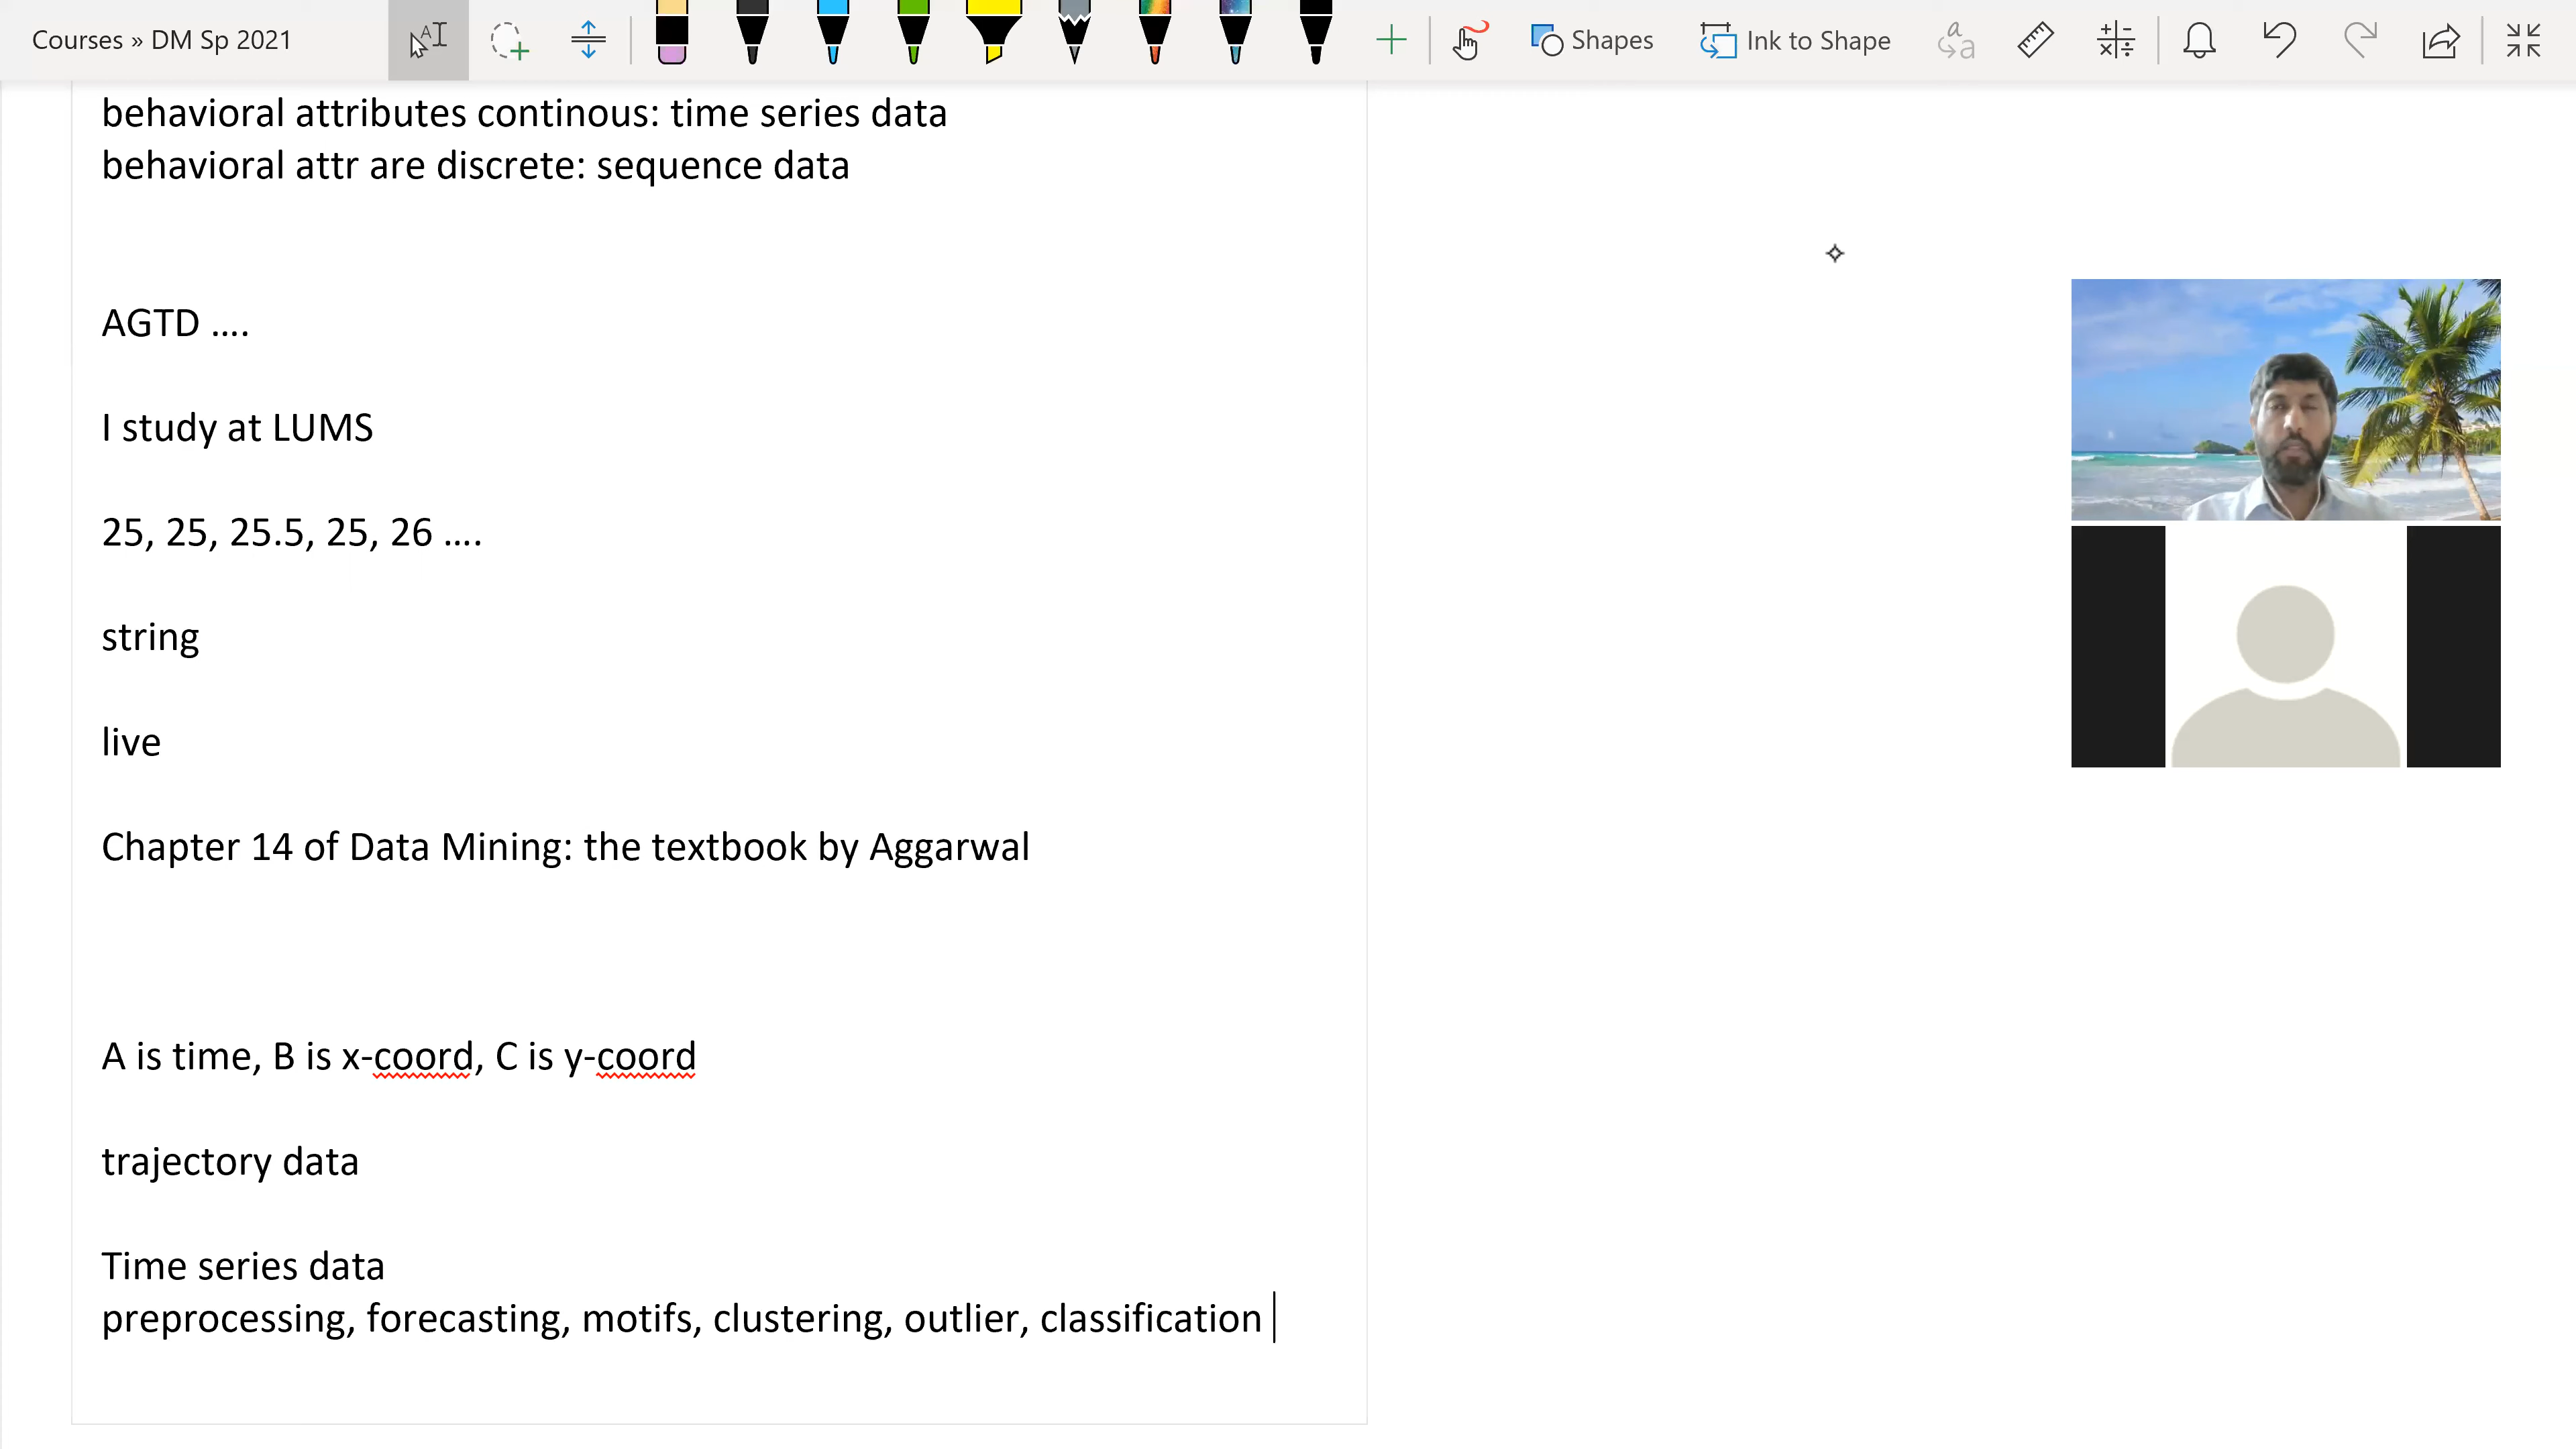 Courses » DM Sp 2021
Shapes
Ink to Shape
behavioral attributes continous: time series data
behavioral attr are discrete: sequence data
AGTD ....
I study at LUMS
25, 25, 25.5, 25, 26 ....
string
live
Chapter 14 of Data Mining: the textbook by Aggarwal
A is time, B is x-coord, C is y-coord
trajectory data
Time series data
preprocessing, forecasting, motifs, clustering, outlier, classification